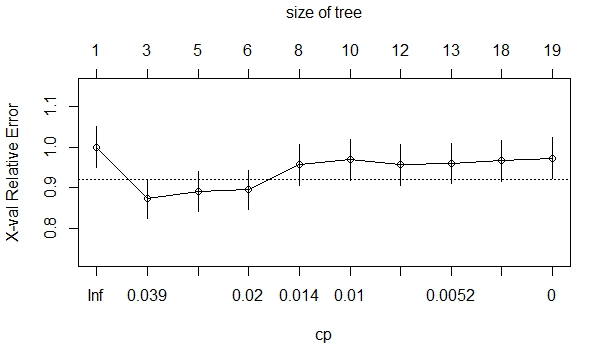 size of tree
1 3 5 6 8 10 12 13 18 19
X-val Relative Error
1.1
1.0
0.9
0.8
Inf 0.039 0.02 0.014 0.01 0.0052 0
cp